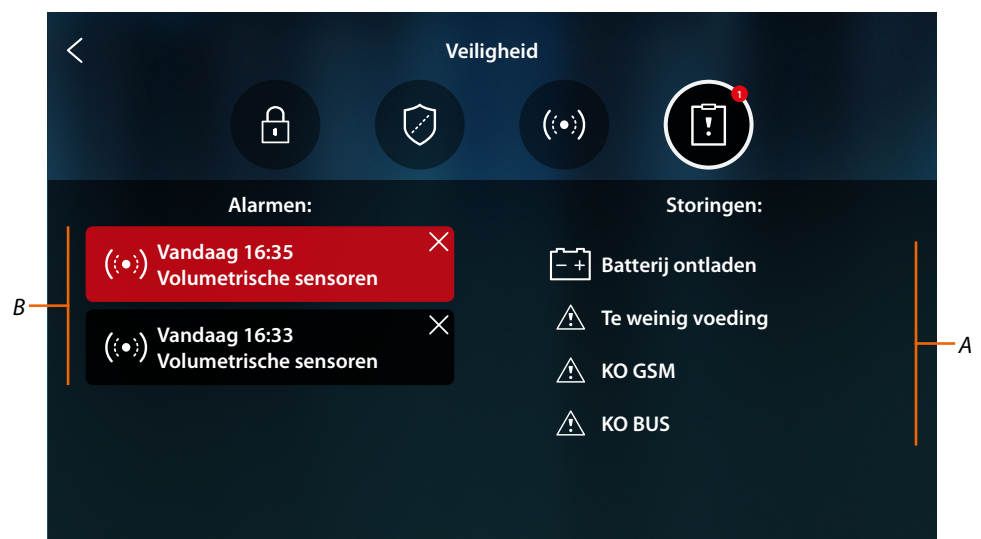 Veiligheid
1
Alarmen:
Vandaag 16:35
Volumetrische sensoren
Vandaag 16:33
Volumetrische sensoren
B
Storingen:
Batterij ontladen
Te weinig voeding
KO GSM
KO BUS
A